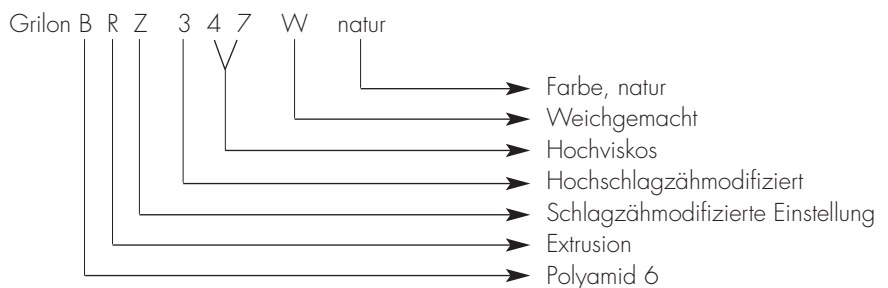 Grilon B R Z 3 4 7 W natur
Farbe, natur
Weichgemacht
Hochviskos
Hochschlagzähmodifiziert
Schlagzähmodifizierte Einstellung
Extrusion
Polyamid 6